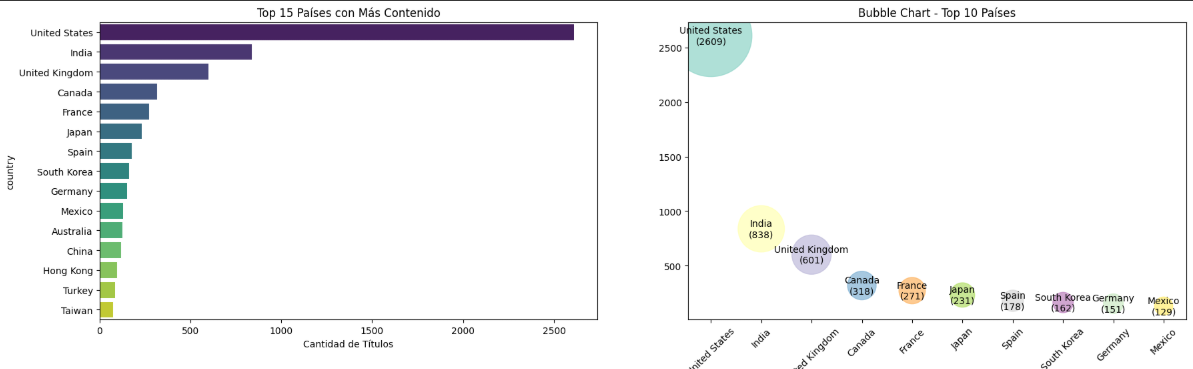 Top 15 Países con Más Contenido
United States
India
United Kingdom
Canada
France
Japan
Spain
South Korea
Germany
Mexico
Australia
China
Hong Kong
Turkey
Taiwan
country
0 500 1000 1500 2000 2500
Cantidad de Títulos
Bubble Chart - Top 10 Países
2500
2000
1500
1000
500
United States
(2609)
India
(838)
United Kingdom
(601)
Canada
(318)
France
(271)
Japan
(231)
Spain
(178)
South Korea
(162)
Germany
(151)
Mexico
(129)
nited States
India
ed Kingdom
Canada
France
Japan
Spain
South Korea
Germany
Mexico